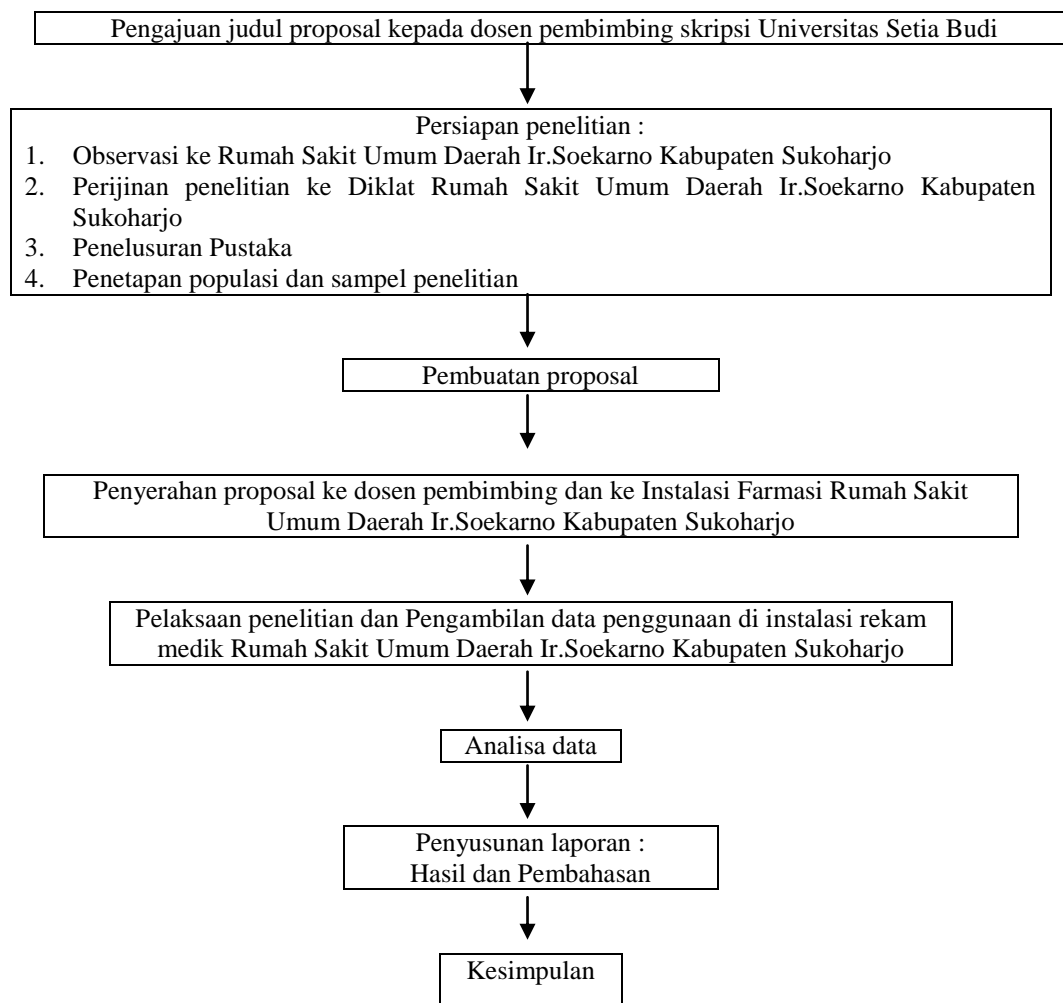 Pengajuan judul proposal kepada dosen pembimbing skripsi Universitas Setia Budi
Persiapan penelitian :
1. Observasi ke Rumah Sakit Umum Daerah Ir.Soekarno Kabupaten Sukoharjo
2. Perijinan penelitian ke Diklat Rumah Sakit Umum Daerah Ir.Soekarno Kabupaten
Sukoharjo
3. Penelusuran Pustaka
4. Penetapan populasi dan sampel penelitian
Pembuatan proposal
Penyerahan proposal ke dosen pembimbing dan ke Instalasi Farmasi Rumah Sakit
Umum Daerah Ir.Soekarno Kabupaten Sukoharjo
Pelaksaan penelitian dan Pengambilan data penggunaan di instalasi rekam
medik Rumah Sakit Umum Daerah Ir.Soekarno Kabupaten Sukoharjo
Analisa data
Penyusunan laporan :
Hasil dan Pembahasan
Kesimpulan